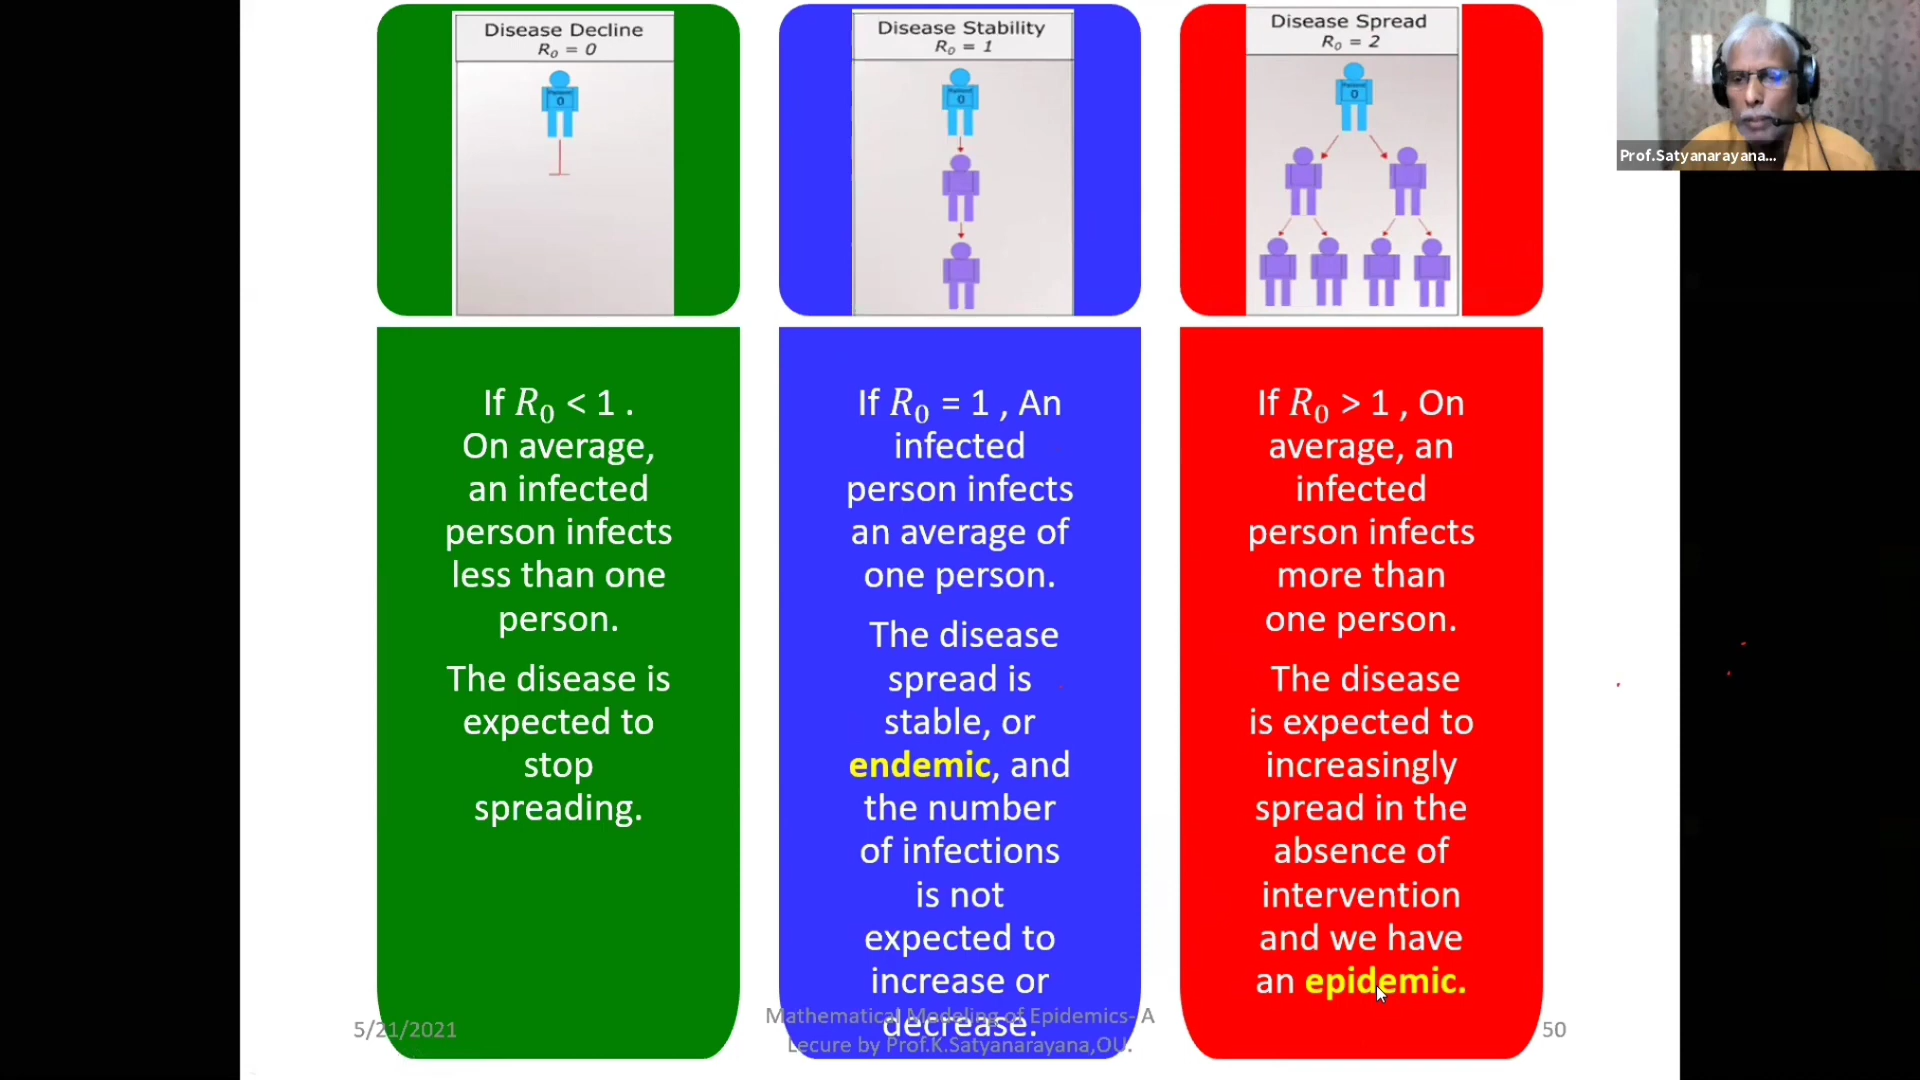 Disease Decline
R₀ = 0
0
Disease Stability
R₀ = 1
0
Disease Spread
R₀ = 2
0
Prof.Satyanarayana...
If R₀ < 1 .
On average,
an infected
person infects
less than one
person.
The disease is
expected to
stop
spreading.
If R₀ = 1 , An
infected
person infects
an average of
one person.
The disease
spread is
stable, or
endemic, and
the number
of infections
is not
expected to
increase or
decrease.
If R₀ > 1 , On
average, an
infected
person infects
more than
one person.
The disease
is expected to
increasingly
spread in the
absence of
intervention
and we have
an epidemic.
5/21/2021
Mathematical Modeling of Epidemics- A
Lecure by Prof.K.Satyanarayana,OU.
50